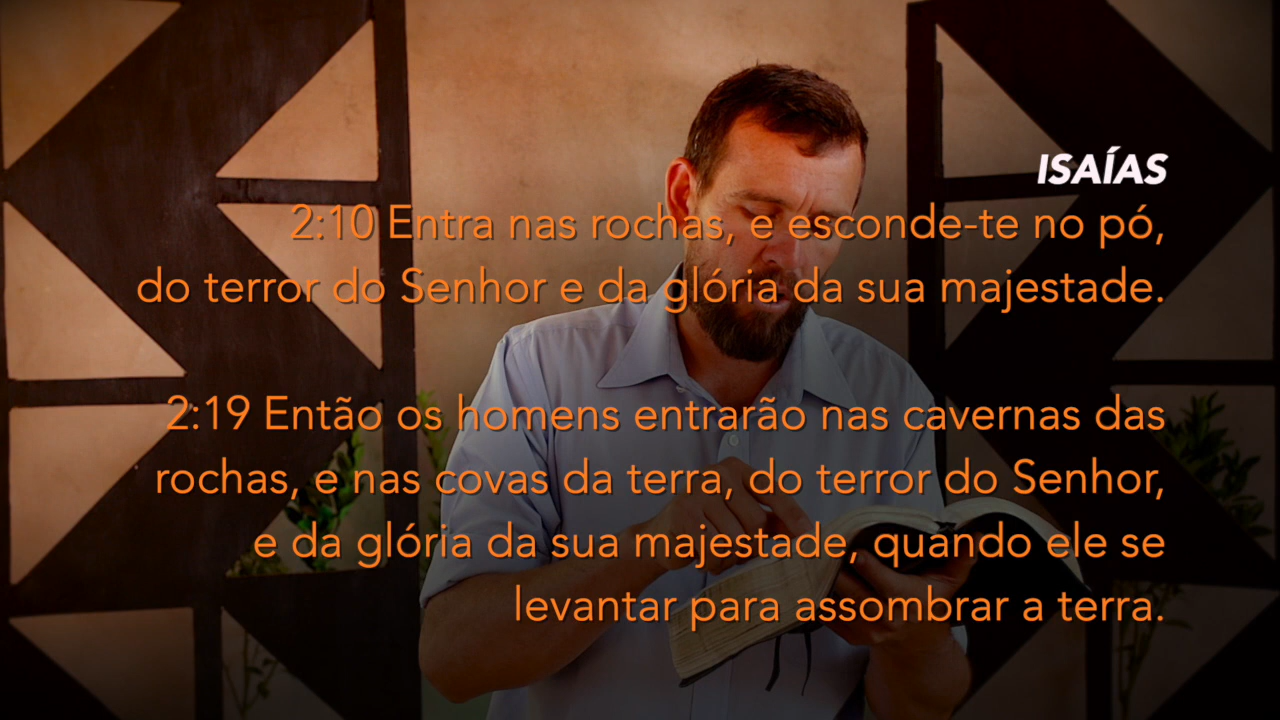 ISAÍAS
2:10 Entra nas rochas, e esconde-te no pó,
do terror do Senhor e da glória da sua majestade.
2:19 Então os homens entrarão nas cavernas das
rochas, e nas covas da terra, do terror do Senhor,
e da glória da sua majestade, quando ele se
levantar para assombrar a terra.